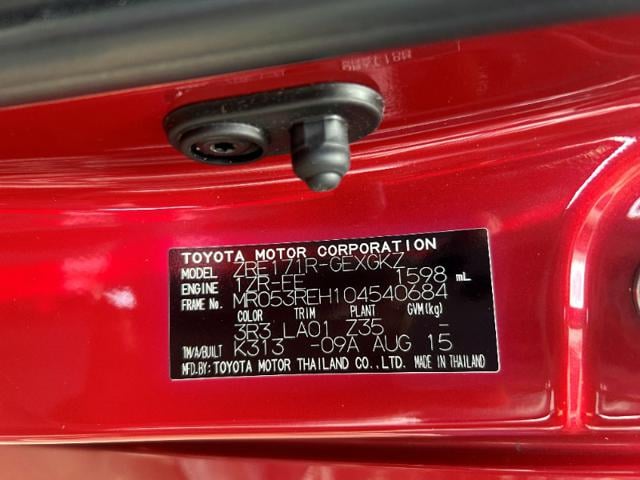 TOYOTA MOTOR CORPORATION
MODEL ZRE171R-GEXGKZ
ENGINE 1ZR-FE 1598 mL
FRAME No. MR053REH104540684
COLOR TRIM PLANT GVM(kg)
3R3 LA01 Z35 -
T‰M/A/BUILT K313 -09A AUG 15
MFD.BY: TOYOTA MOTOR THAILAND CO.,LTD. MADE IN THAILAND